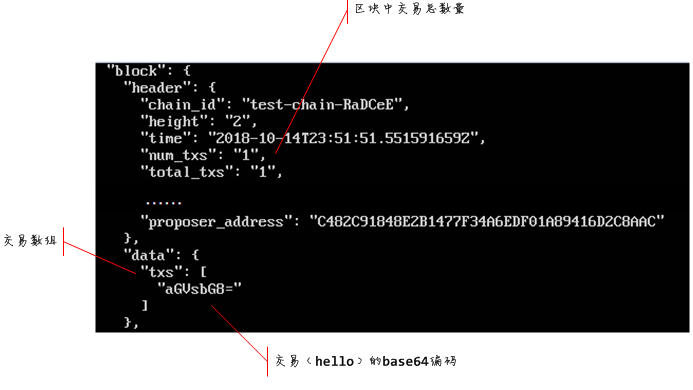 区块中交易总数量
"block": {
"header": {
"chain_id": "test-chain-RaDCeE",
"height": "2",
"time": "2018-10-14T23:51:51.551591659Z",
"num_txs": "1",
"total_txs": "1",
......
"proposer_address": "C482C91848E2B1477F34A6EDF01A89416D2C8AAC"
},
交易数组
"data": {
"txs": [
"aGVsbG8="
]
},
交易（hello）的base64编码